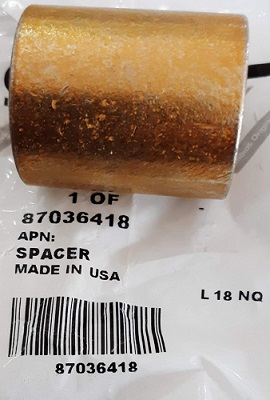 1 OF
87036418
APN:
SPACER
MADE IN USA
L 18 NQ
87036418